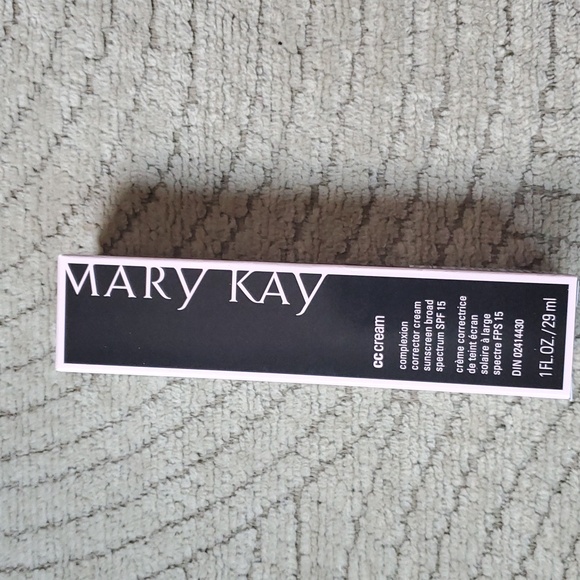 MARY KAY
cc cream
complexion
corrector cream
sunscreen broad
spectrum SPF 15
crème correctrice
de teint écran
solaire à large
spectre FPS 15
DIN 02414430
1 FL.OZ./29 ml